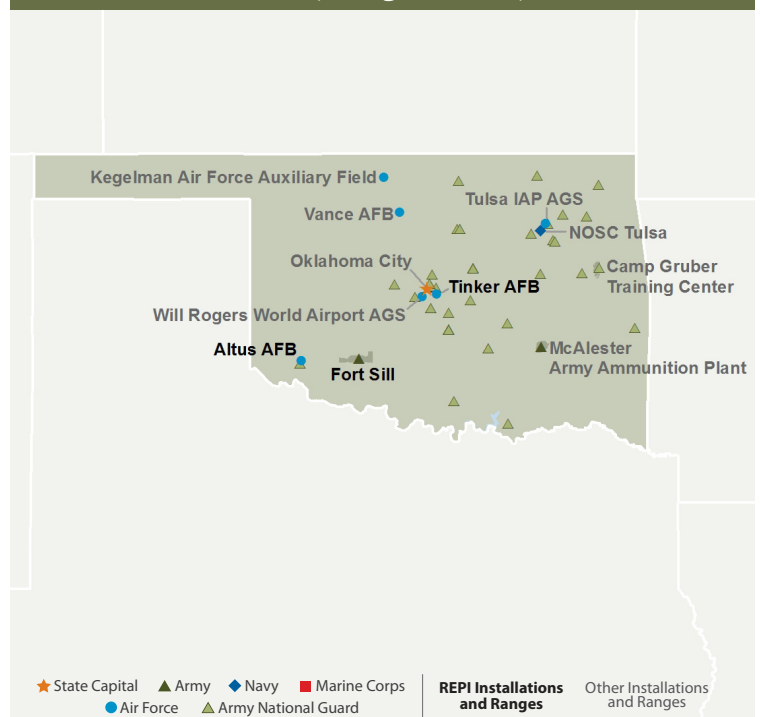 Kegelman Air Force Auxiliary Field
Tulsa IAP AGS
Vance AFB
NOSC Tulsa
Oklahoma City
Camp Gruber
Training Center
Tinker AFB
Will Rogers World Airport AGS
Altus AFB
McAlester
Army Ammunition Plant
Fort Sill
State Capital Army Navy Marine Corps
Air Force Army National Guard
REPI Installations
and Ranges
Other Installations
and Ranges